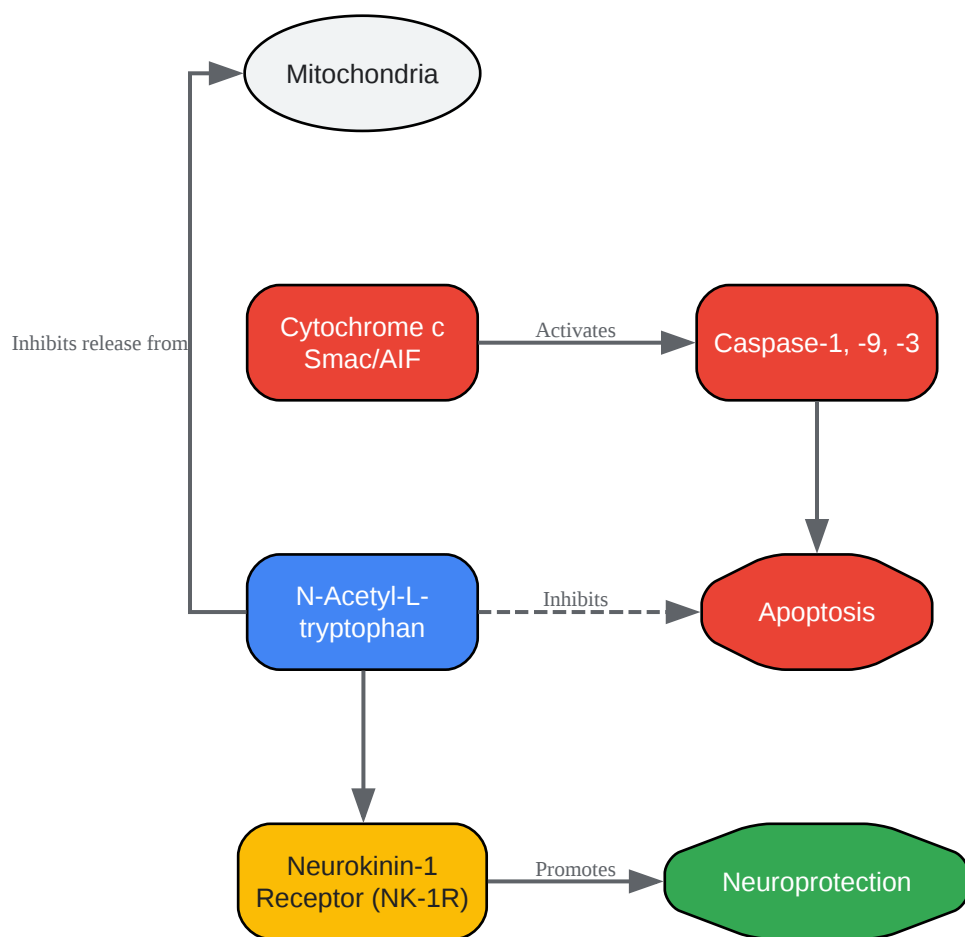 Mitochondria
Inhibits release from
Cytochrome c
Smac/AIF
Activates
Caspase-1, -9, -3
N-Acetyl-L-
tryptophan
Inhibits
Apoptosis
Neurokinin-1
Receptor (NK-1R)
Promotes
Neuroprotection